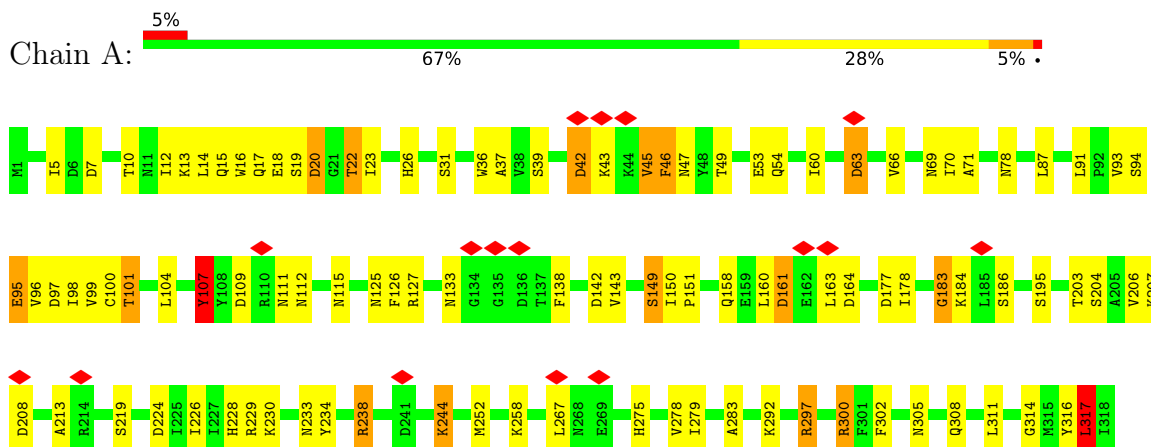 5%
Chain A:
67% 28% 5% •
M1 I5 D6 D7 T10 N11 I12 K13 L14 Q15 W16 Q17 E18 S19 D20 G21 T22 I23 H26 S31 W36 A37 V38 S39 D42 K43 K44 V45 F46 N47 Y48 T49 E53 Q54 I60 D63 V66 N69 I70 A71 N78 L87 L91 P92 V93 S94
E95 V96 D97 I98 Y99 C100 T101 L104 Y107 Y108 D109 R110 N111 N112 N115 N125 F126 R127 N133 G134 G135 D136 T137 F138 D142 V143 S149 I150 P151 Q158 E159 L160 D161 E162 L163 D164 D177 I178 G183 K184 L185 S186 S195 T203 S204 A205 V206 K207
D208 A213 R214 S219 D224 I225 I226 I227 H228 R229 K230 N233 Y234 R238 D241 K244 M252 K258 L267 N268 E269 H275 V278 I279 A283 K292 R297 R300 F301 F302 N305 Q308 L311 G314 M315 Y316 L317 I318